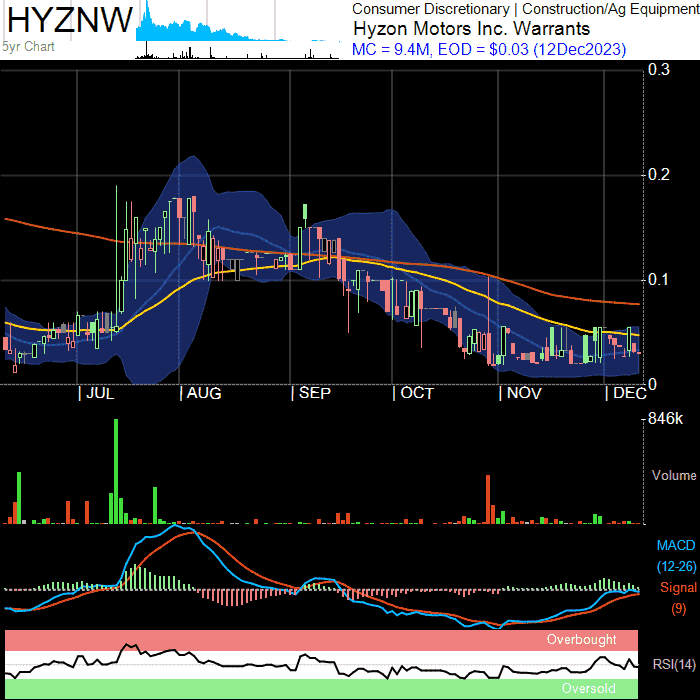 HYZNW
5yr Chart
Consumer Discretionary | Construction/Ag Equipment
Hyzon Motors Inc. Warrants
MC = 9.4M, EOD = $0.03 (12Dec2023)
0.3
0.2
0.1
0
| JUL | AUG | SEP | OCT | NOV | DEC
846k
Volume
MACD
(12-26)
Signal
(9)
Overbought
RSI(14)
Oversold